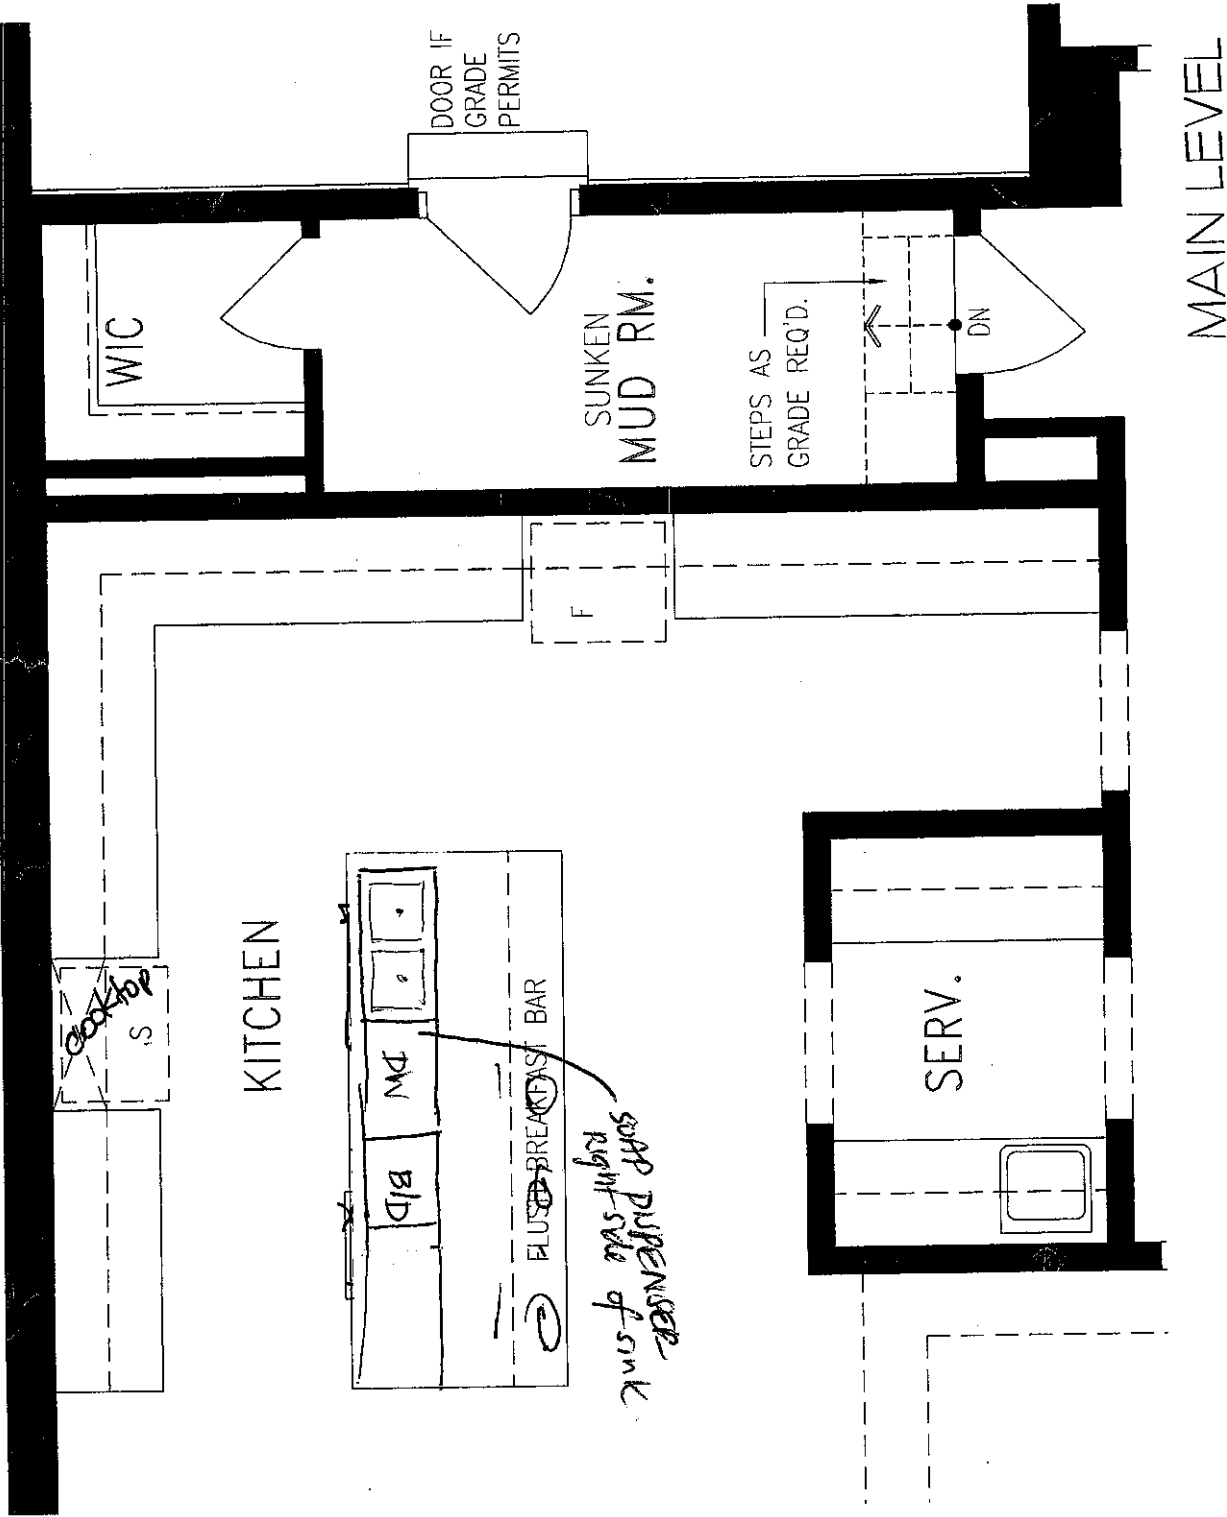 DOOR IF
GRADE
PERMITS
WIC
SUNKEN
MUD RM.
STEPS AS
GRADE REQ'D.
DN
MAIN LEVEL
F
cooktop
S
KITCHEN
DW
B/D
FLUSH BREAKFAST BAR
SOAP DISPENSER
right side of sink
SERV.